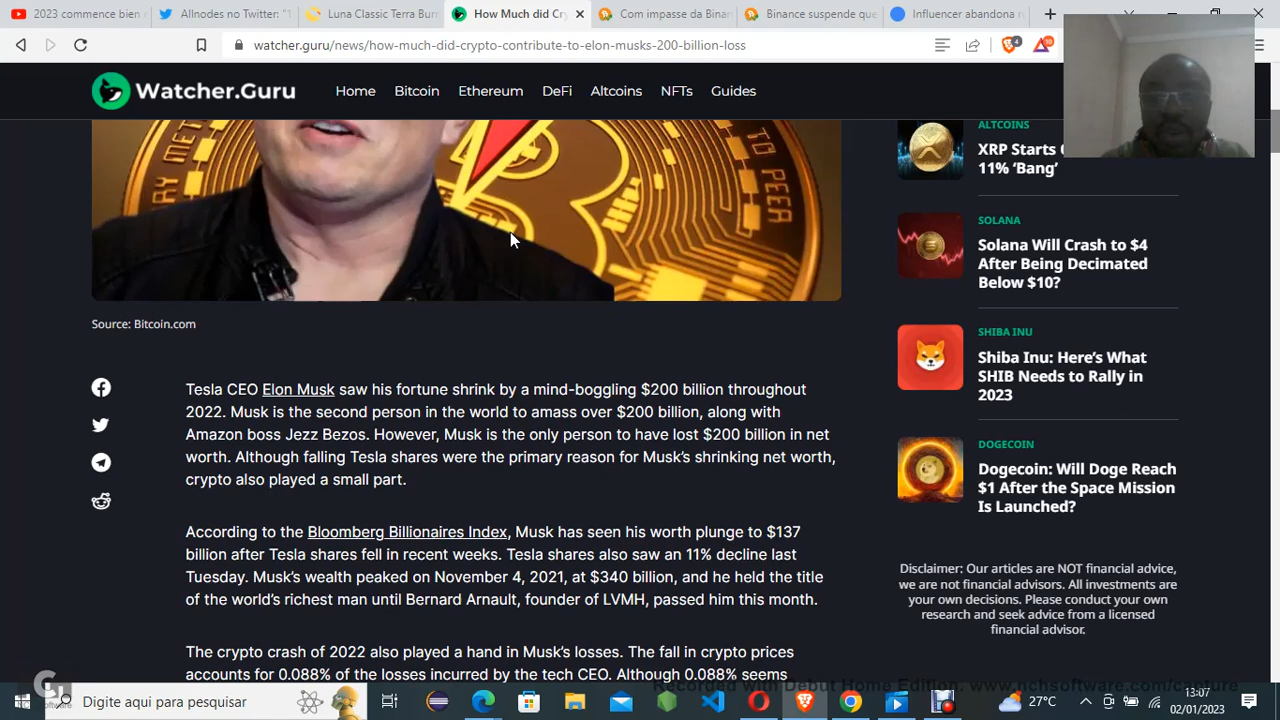 2023 commence bien
Allnodes no Twitter: "1
Luna Classic Terra Burn
How Much did Cry
Com impasse da Binan
Binance suspende que
Influencer abandona
watcher.guru/news/how-much-did-crypto-contribute-to-elon-musks-200-billion-loss
Watcher.Guru
Home
Bitcoin
Ethereum
DeFi
Altcoins
NFTs
Guides
METAL
TO PEER
Source: Bitcoin.com
Tesla CEO Elon Musk saw his fortune shrink by a mind-boggling $200 billion throughout
2022. Musk is the second person in the world to amass over $200 billion, along with
Amazon boss Jezz Bezos. However, Musk is the only person to have lost $200 billion in net
worth. Although falling Tesla shares were the primary reason for Musk's shrinking net worth,
crypto also played a small part.
According to the Bloomberg Billionaires Index, Musk has seen his worth plunge to $137
billion after Tesla shares fell in recent weeks. Tesla shares also saw an 11% decline last
Tuesday. Musk's wealth peaked on November 4, 2021, at $340 billion, and he held the title
of the world's richest man until Bernard Arnault, founder of LVMH, passed him this month.
The crypto crash of 2022 also played a hand in Musk's losses. The fall in crypto prices
accounts for 0.088% of the losses incurred by the tech CEO. Although 0.088% seems
ALTCOINS
XRP Starts
11% 'Bang'
SOLANA
Solana Will Crash to $4
After Being Decimated
Below $10?
SHIBA INU
Shiba Inu: Here's What
SHIB Needs to Rally in
2023
DOGECOIN
Dogecoin: Will Doge Reach
$1 After the Space Mission
Is Launched?
Disclaimer: Our articles are NOT financial advice,
we are not financial advisors. All investments are
your own decisions. Please conduct your own
research and seek advice from a licensed
financial advisor.
Recorded with Debut Home Edition. www.nchsoftware.com/capture
Digite aqui para pesquisar
27°C
13:07
02/01/2023